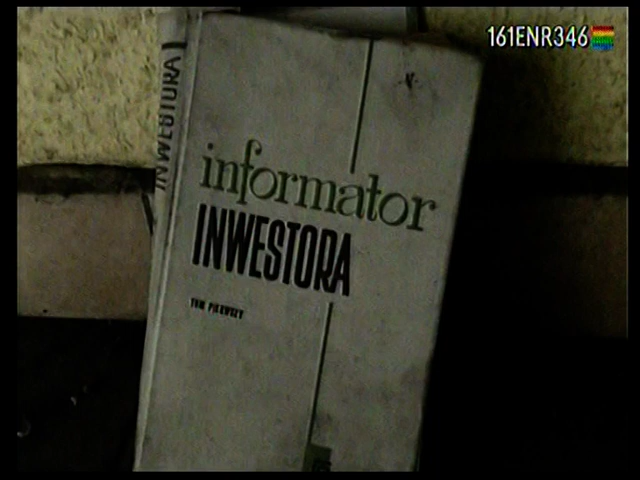 161ENR346
INWESTORA
informator
INWESTORA
TOM PIERWSZY